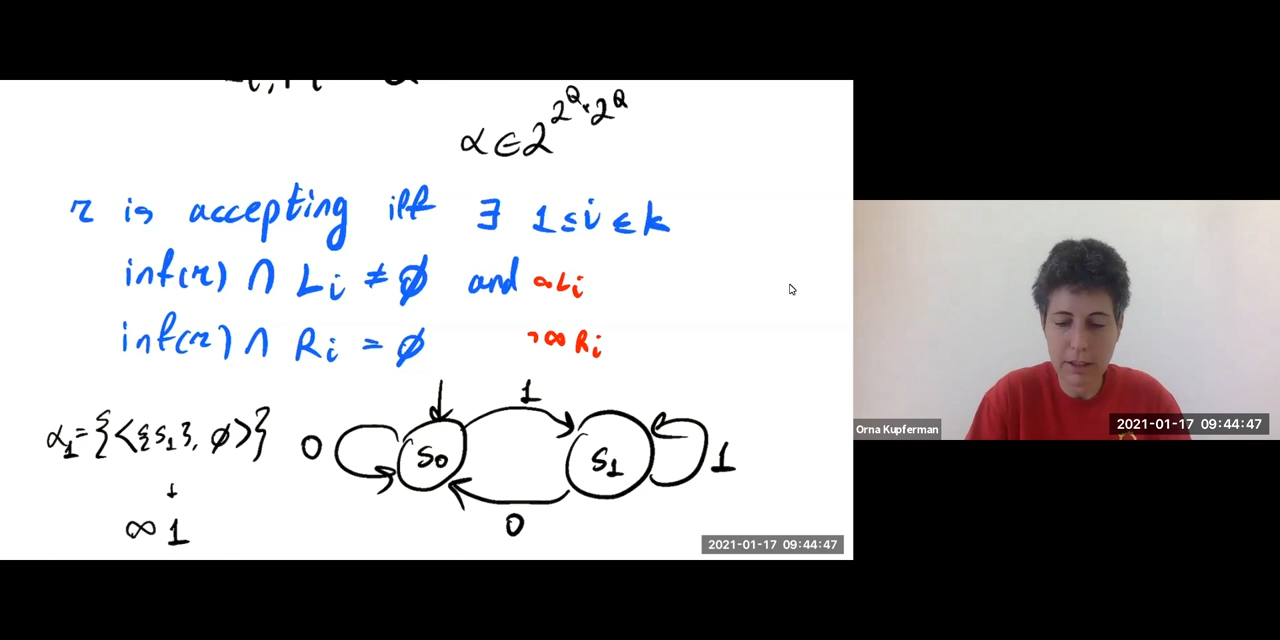 α ∈ 2^{2^Q × 2^Q}
r is accepting iff ∃ 1≤i≤k
inf(r) ∩ Li ≠ ∅ and ∞Li
inf(r) ∩ Ri = ∅ ¬∞Ri
α1 = {<{s1}, ∅>}
∞ 1
1
0
s0
s1
1
0
2021-01-17 09:44:47
Orna Kupferman
2021-01-17 09:44:47